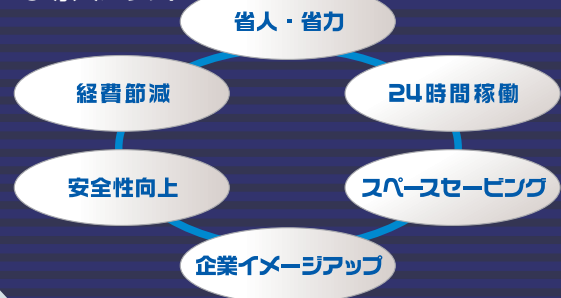 省人・省力
経費節減
24時間稼働
安全性向上
スペースセービング
企業イメージアップ